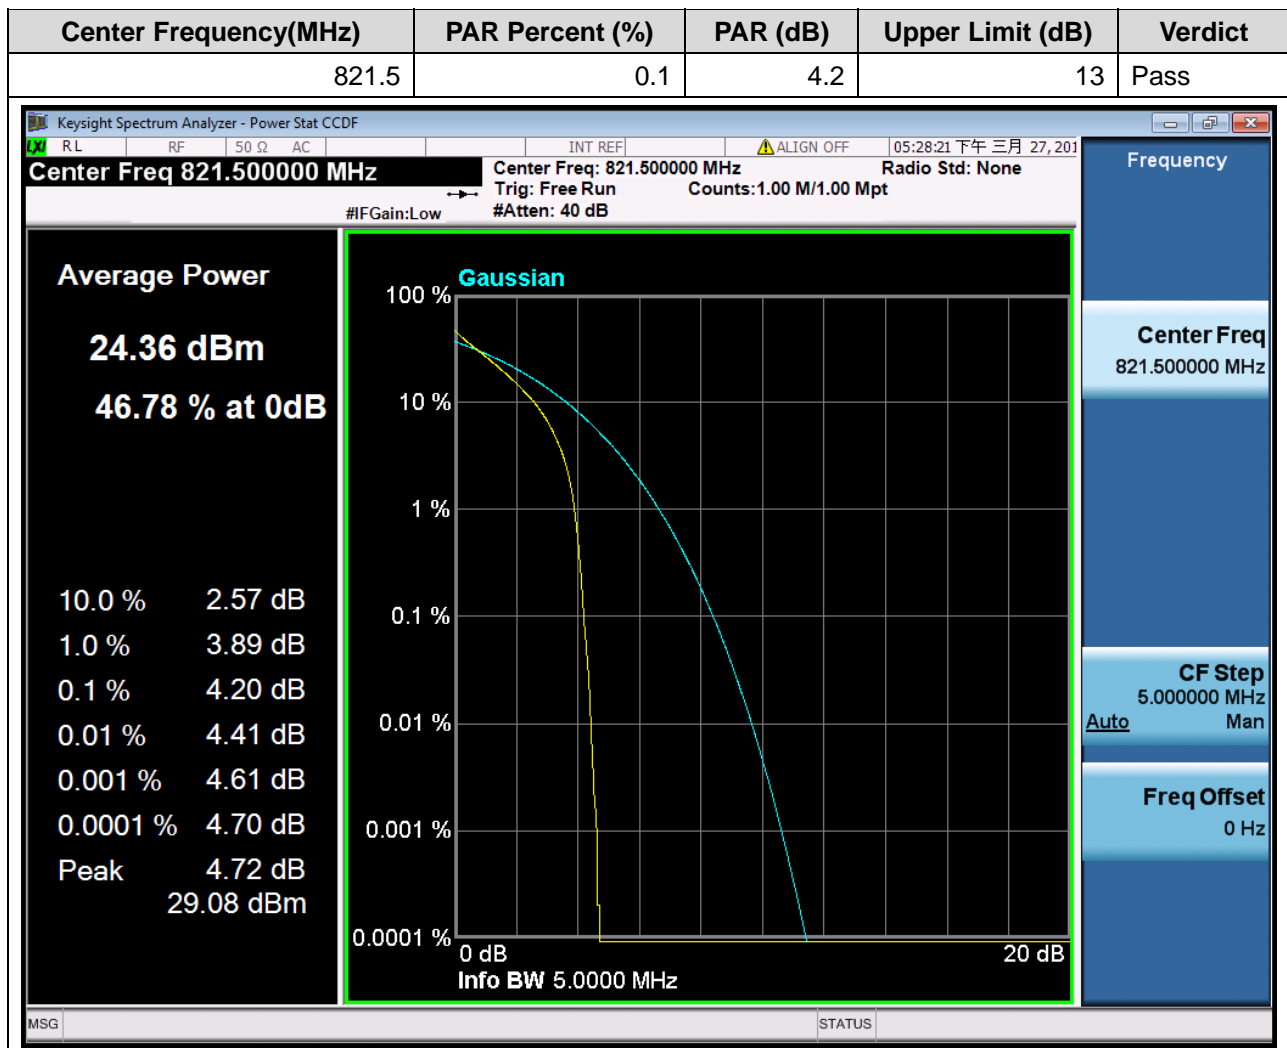 Center Frequency(MHz) PAR Percent (%) PAR (dB) Upper Limit (dB) Verdict
821.5 0.1 4.2 13 Pass
Keysight Spectrum Analyzer - Power Stat CCDF
LXI RL RF 50 Ω AC INT REF ALIGN OFF 05:28:21 下午 三月 27, 201
Center Freq 821.500000 MHz
Center Freq: 821.500000 MHz Radio Std: None
Trig: Free Run Counts:1.00 M/1.00 Mpt
#IFGain:Low #Atten: 40 dB
Average Power
24.36 dBm
46.78 % at 0dB
10.0 % 2.57 dB
1.0 % 3.89 dB
0.1 % 4.20 dB
0.01 % 4.41 dB
0.001 % 4.61 dB
0.0001 % 4.70 dB
Peak 4.72 dB
29.08 dBm
Gaussian
100 %
10 %
1 %
0.1 %
0.01 %
0.001 %
0.0001 %
0 dB 20 dB
Info BW 5.0000 MHz
Frequency
Center Freq
821.500000 MHz
CF Step
5.000000 MHz
Auto Man
Freq Offset
0 Hz
MSG STATUS